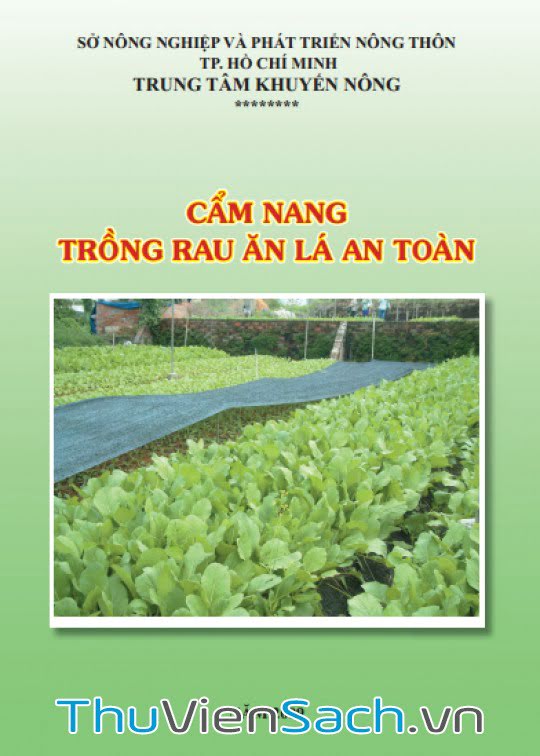 SỞ NÔNG NGHIỆP VÀ PHÁT TRIỂN NÔNG THÔN
TP. HỒ CHÍ MINH
TRUNG TÂM KHUYẾN NÔNG
********
CẨM NANG
TRỒNG RAU ĂN LÁ AN TOÀN
ThuVienSach.vn